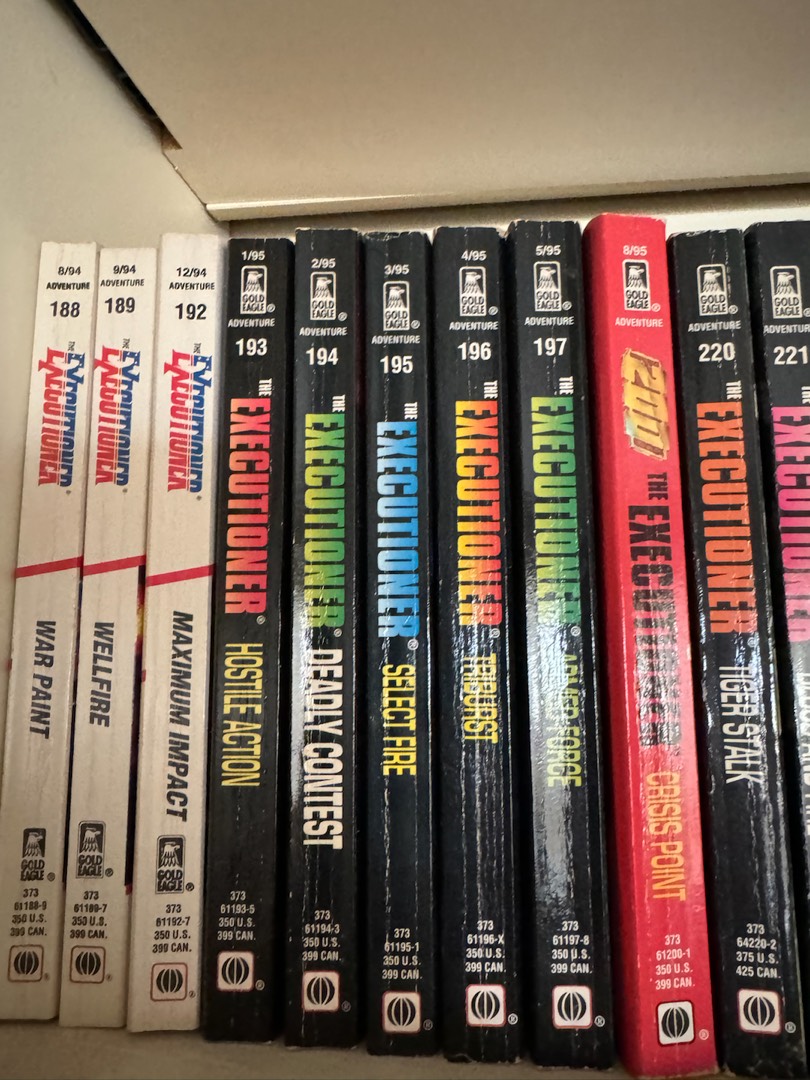 8/94
ADVENTURE
188
THE
EXECUTIONER®
WAR PAINT
GOLD
EAGLE®
373
61188-9
350 U.S.
399 CAN.
9/94
ADVENTURE
189
THE
EXECUTIONER®
WELLFIRE
GOLD
EAGLE®
373
61189-7
350 U.S.
399 CAN.
12/94
ADVENTURE
192
THE
EXECUTIONER®
MAXIMUM IMPACT
GOLD
EAGLE®
373
61192-7
350 U.S.
399 CAN.
®
1/95
GOLD
EAGLE®
ADVENTURE
193
THE
EXECUTIONER®
HOSTILE ACTION
373
61193-5
350 U.S.
399 CAN.
®
2/95
GOLD
EAGLE®
ADVENTURE
194
THE
EXECUTIONER®
DEADLY CONTEST
373
61194-3
350 U.S.
399 CAN.
®
3/95
GOLD
EAGLE®
ADVENTURE
195
THE
EXECUTIONER®
SELECT FIRE
373
61195-1
350 U.S.
399 CAN.
®
4/95
GOLD
EAGLE®
ADVENTURE
196
THE
EXECUTIONER®
TRIBURST
373
61196-X
350 U.S.
399 CAN.
®
5/95
GOLD
EAGLE®
ADVENTURE
197
THE
EXECUTIONER®
ARMED FORCE
373
61197-8
350 U.S.
399 CAN.
®
8/95
GOLD
EAGLE®
ADVENTURE
THE
EXECUTIONER®
CRISIS POINT
373
61200-1
350 U.S.
399 CAN.
®
GOLD
EAGLE®
ADVENTURE
220
THE
EXECUTIONER®
TIGER STALK
373
64220-2
375 U.S.
425 CAN.
®
GOLD
EAGLE
ADVENTURE
221
THE
EXECUTIONER